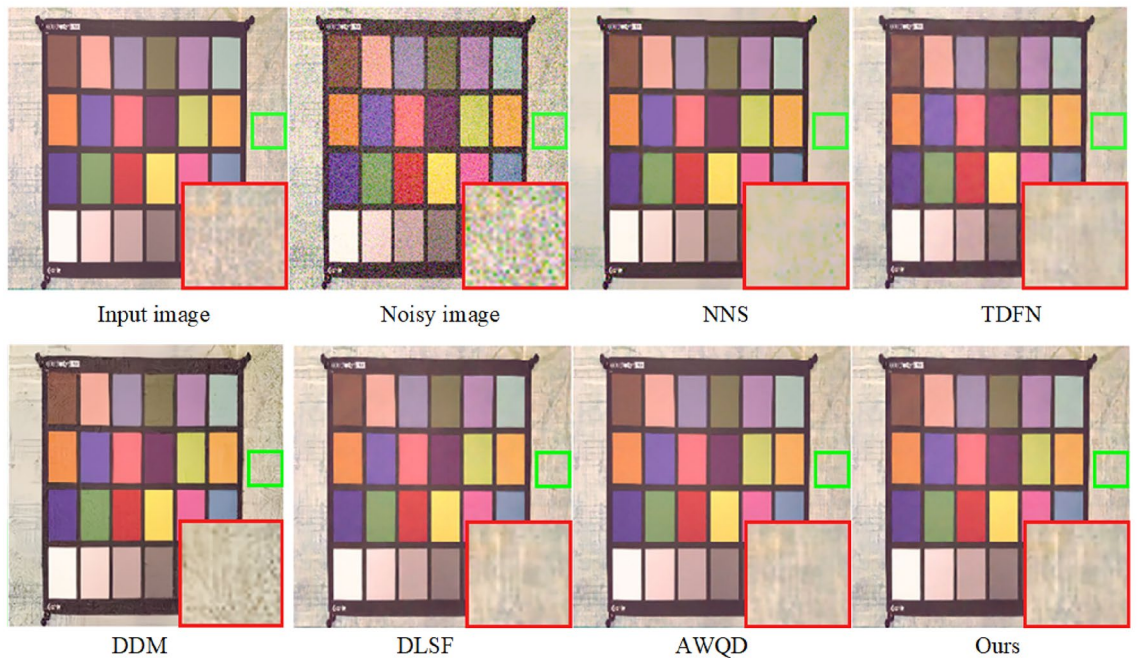 Input image
Noisy image
NNS
TDFN
DDM
DLSF
AWQD
Ours